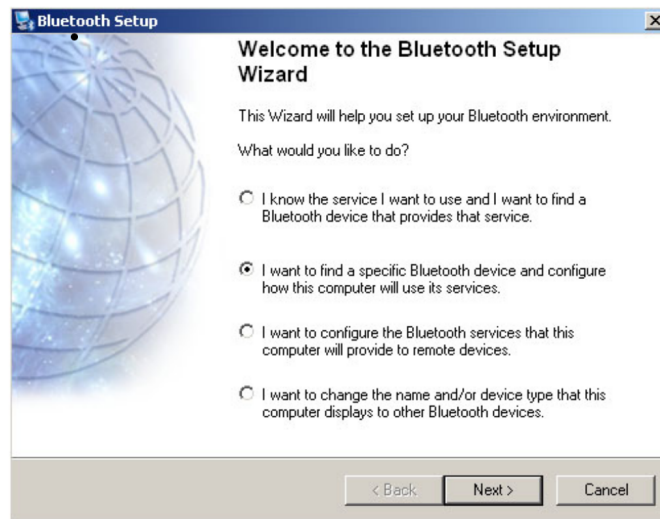 Bluetooth Setup
Welcome to the Bluetooth Setup
Wizard
This Wizard will help you set up your Bluetooth environment.
What would you like to do?
I know the service I want to use and I want to find a
Bluetooth device that provides that service.
I want to find a specific Bluetooth device and configure
how this computer will use its services.
I want to configure the Bluetooth services that this
computer will provide to remote devices.
I want to change the name and/or device type that this
computer displays to other Bluetooth devices.
< Back Next > Cancel